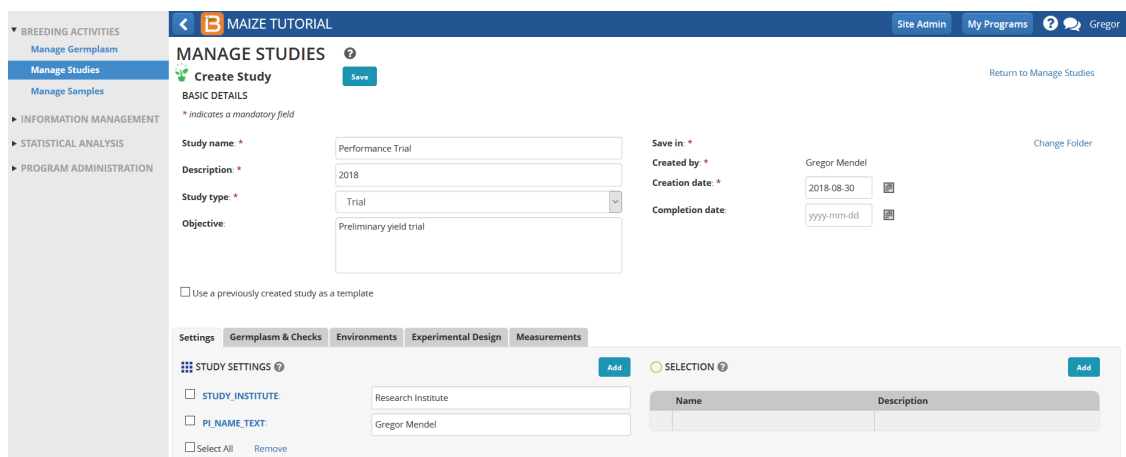 BREEDING ACTIVITIES
Manage Germplasm
Manage Studies
Manage Samples
INFORMATION MANAGEMENT
STATISTICAL ANALYSIS
PROGRAM ADMINISTRATION
MAIZE TUTORIAL
Site Admin My Programs ? Gregor
MANAGE STUDIES ?
Create Study Save Return to Manage Studies
BASIC DETAILS
* indicates a mandatory field
Study name: * Performance Trial
Description: * 2018
Study type: * Trial
Objective: Preliminary yield trial
Save in: * Change Folder
Created by: * Gregor Mendel
Creation date: * 2018-08-30
Completion date: yyyy-mm-dd
Use a previously created study as a template
Settings Germplasm & Checks Environments Experimental Design Measurements
STUDY SETTINGS ? Add
STUDY_INSTITUTE: Research Institute
PI_NAME_TEXT: Gregor Mendel
Select All Remove
SELECTION ? Add
Name Description